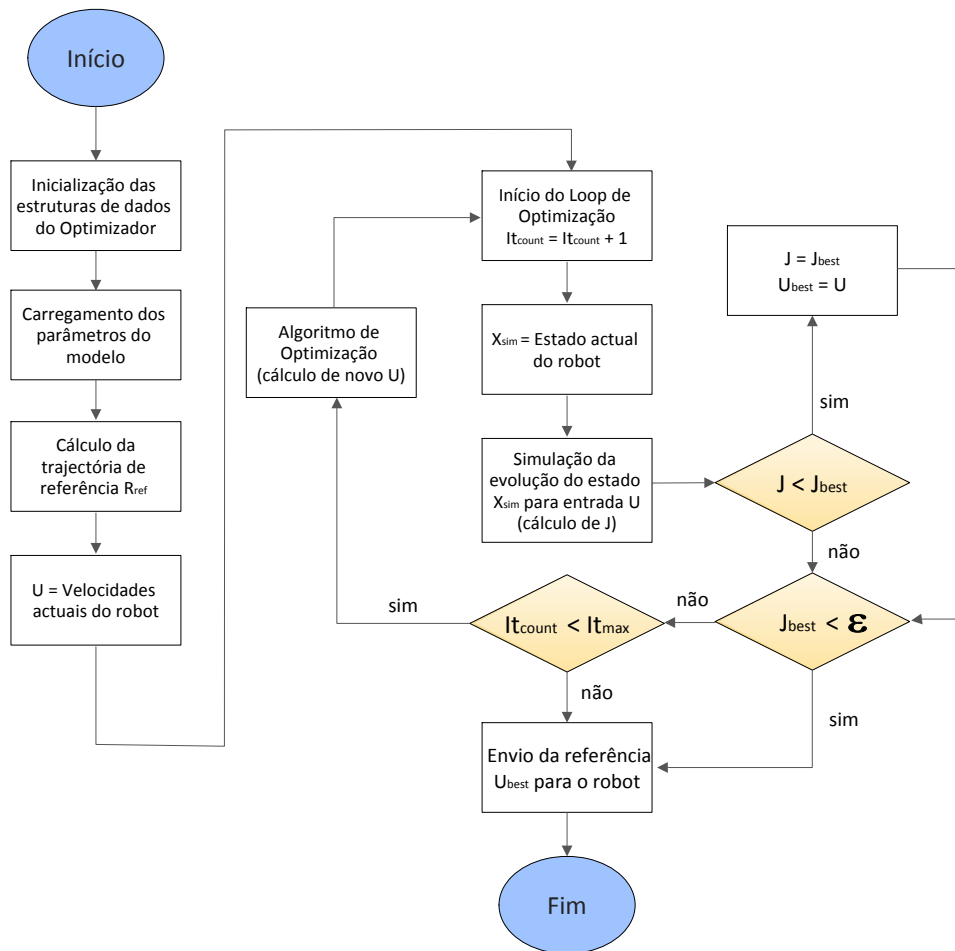 Início
Inicialização das
estruturas de dados
do Optimizador
Carregamento dos
parâmetros do
modelo
Cálculo da
trajectória de
referência Rref
U = Velocidades
actuais do robot
Início do Loop de
Optimização
Itcount = Itcount + 1
Xsim = Estado actual
do robot
Simulação da
evolução do estado
Xsim para entrada U
(cálculo de J)
J < Jbest
sim
J = Jbest
Ubest = U
não
Jbest < ε
não
sim
Itcount < Itmax
sim
Algoritmo de
Optimização
(cálculo de novo U)
não
Envio da referência
Ubest para o robot
Fim